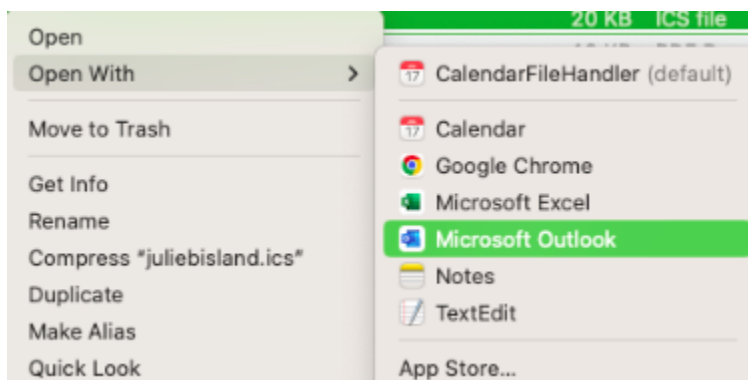 20 KB ICS file
Open
Open With
CalendarFileHandler (default)
Move to Trash
Calendar
Google Chrome
Get Info
Microsoft Excel
Rename
Microsoft Outlook
Compress "juliebisland.ics"
Notes
Duplicate
TextEdit
Make Alias
Quick Look
App Store...